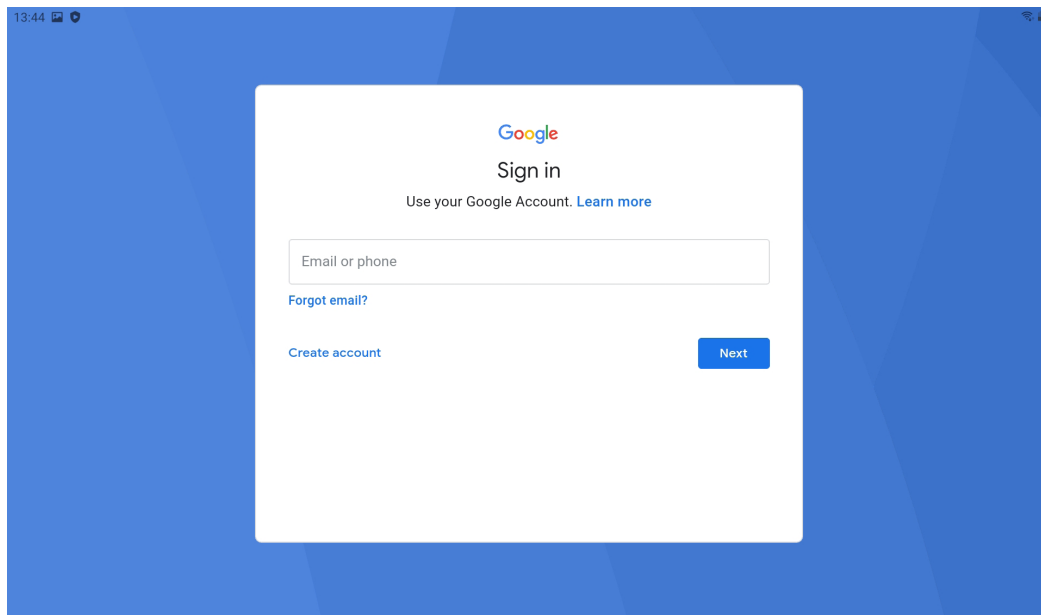 13:44
Google
Sign in
Use your Google Account. Learn more
Email or phone
Forgot email?
Create account
Next